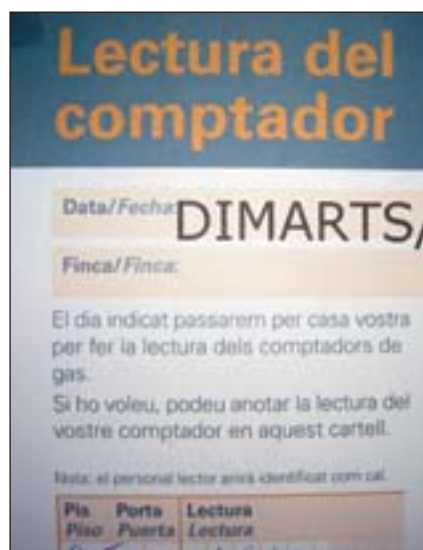 Lectura del
comptador
Data/Fecha:
DIMARTS/
Finca/Finca:
El dia indicat passarem per casa vostra
per fer la lectura dels comptadors de
gas.
Si ho voleu, podeu anotar la lectura del
vostre comptador en aquest cartell.
Nota: el personal lector anirà identificat com cal.
Pis Porta Lectura
Piso Puerta Lectura